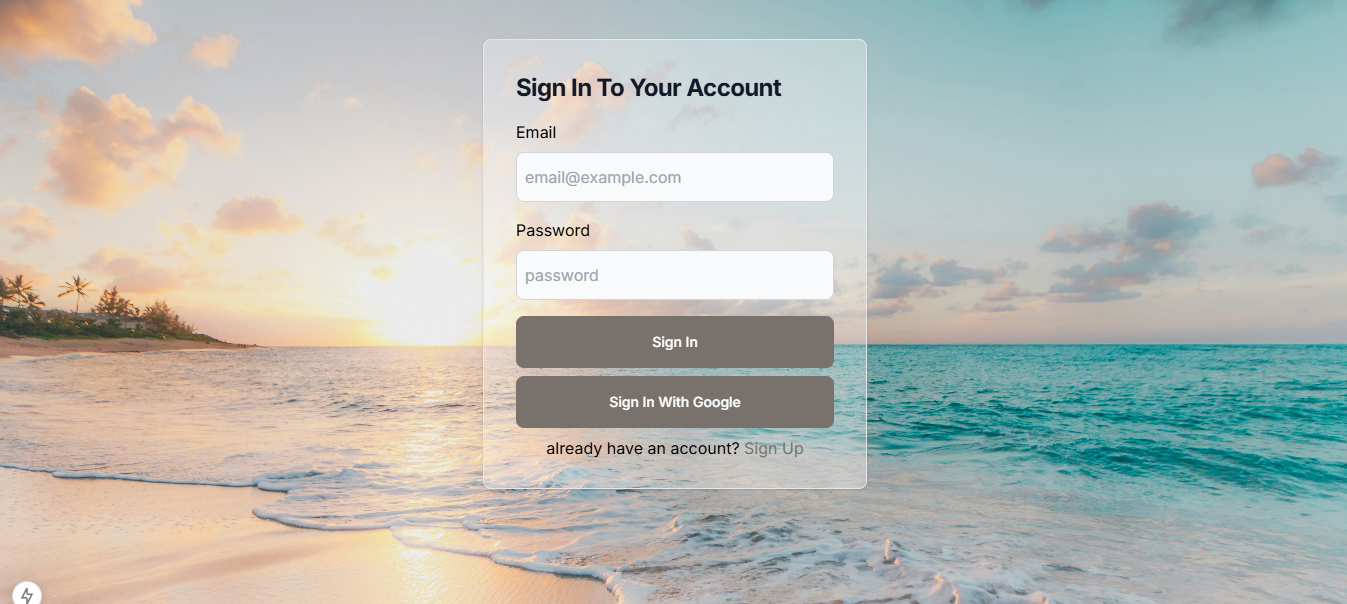 Sign In To Your Account
Email
email@example.com
Password
password
Sign In
Sign In With Google
already have an account? Sign Up